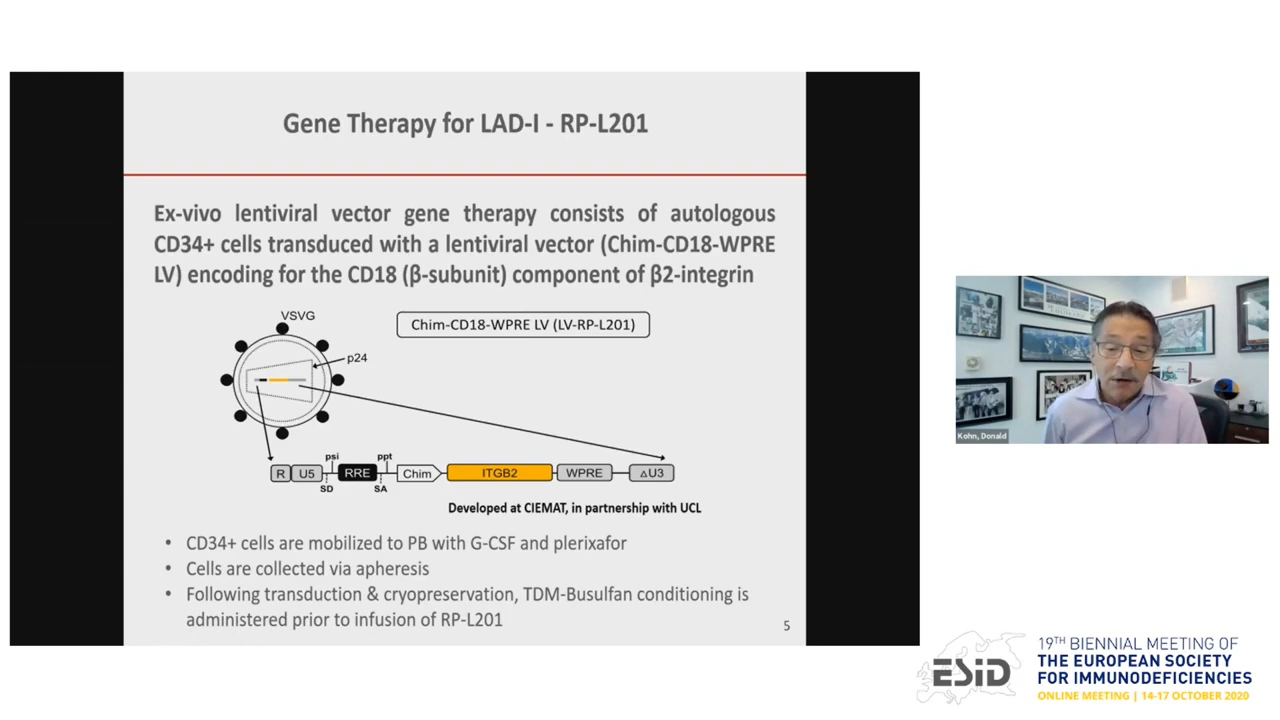 Gene Therapy for LAD-I - RP-L201
Ex-vivo lentiviral vector gene therapy consists of autologous
CD34+ cells transduced with a lentiviral vector (Chim-CD18-WPRE
LV) encoding for the CD18 (β-subunit) component of β2-integrin
VSVG
Chim-CD18-WPRE LV (LV-RP-L201)
p24
psi
ppt
R
U5
RRE
Chim
ITGB2
WPRE
ΔU3
SD
SA
Developed at CIEMAT, in partnership with UCL
• CD34+ cells are mobilized to PB with G-CSF and plerixafor
• Cells are collected via apheresis
• Following transduction & cryopreservation, TDM-Busulfan conditioning is
administered prior to infusion of RP-L201
5
Kohn, Donald
ESiD
19TH BIENNIAL MEETING OF
THE EUROPEAN SOCIETY
FOR IMMUNODEFICIENCIES
ONLINE MEETING | 14-17 OCTOBER 2020